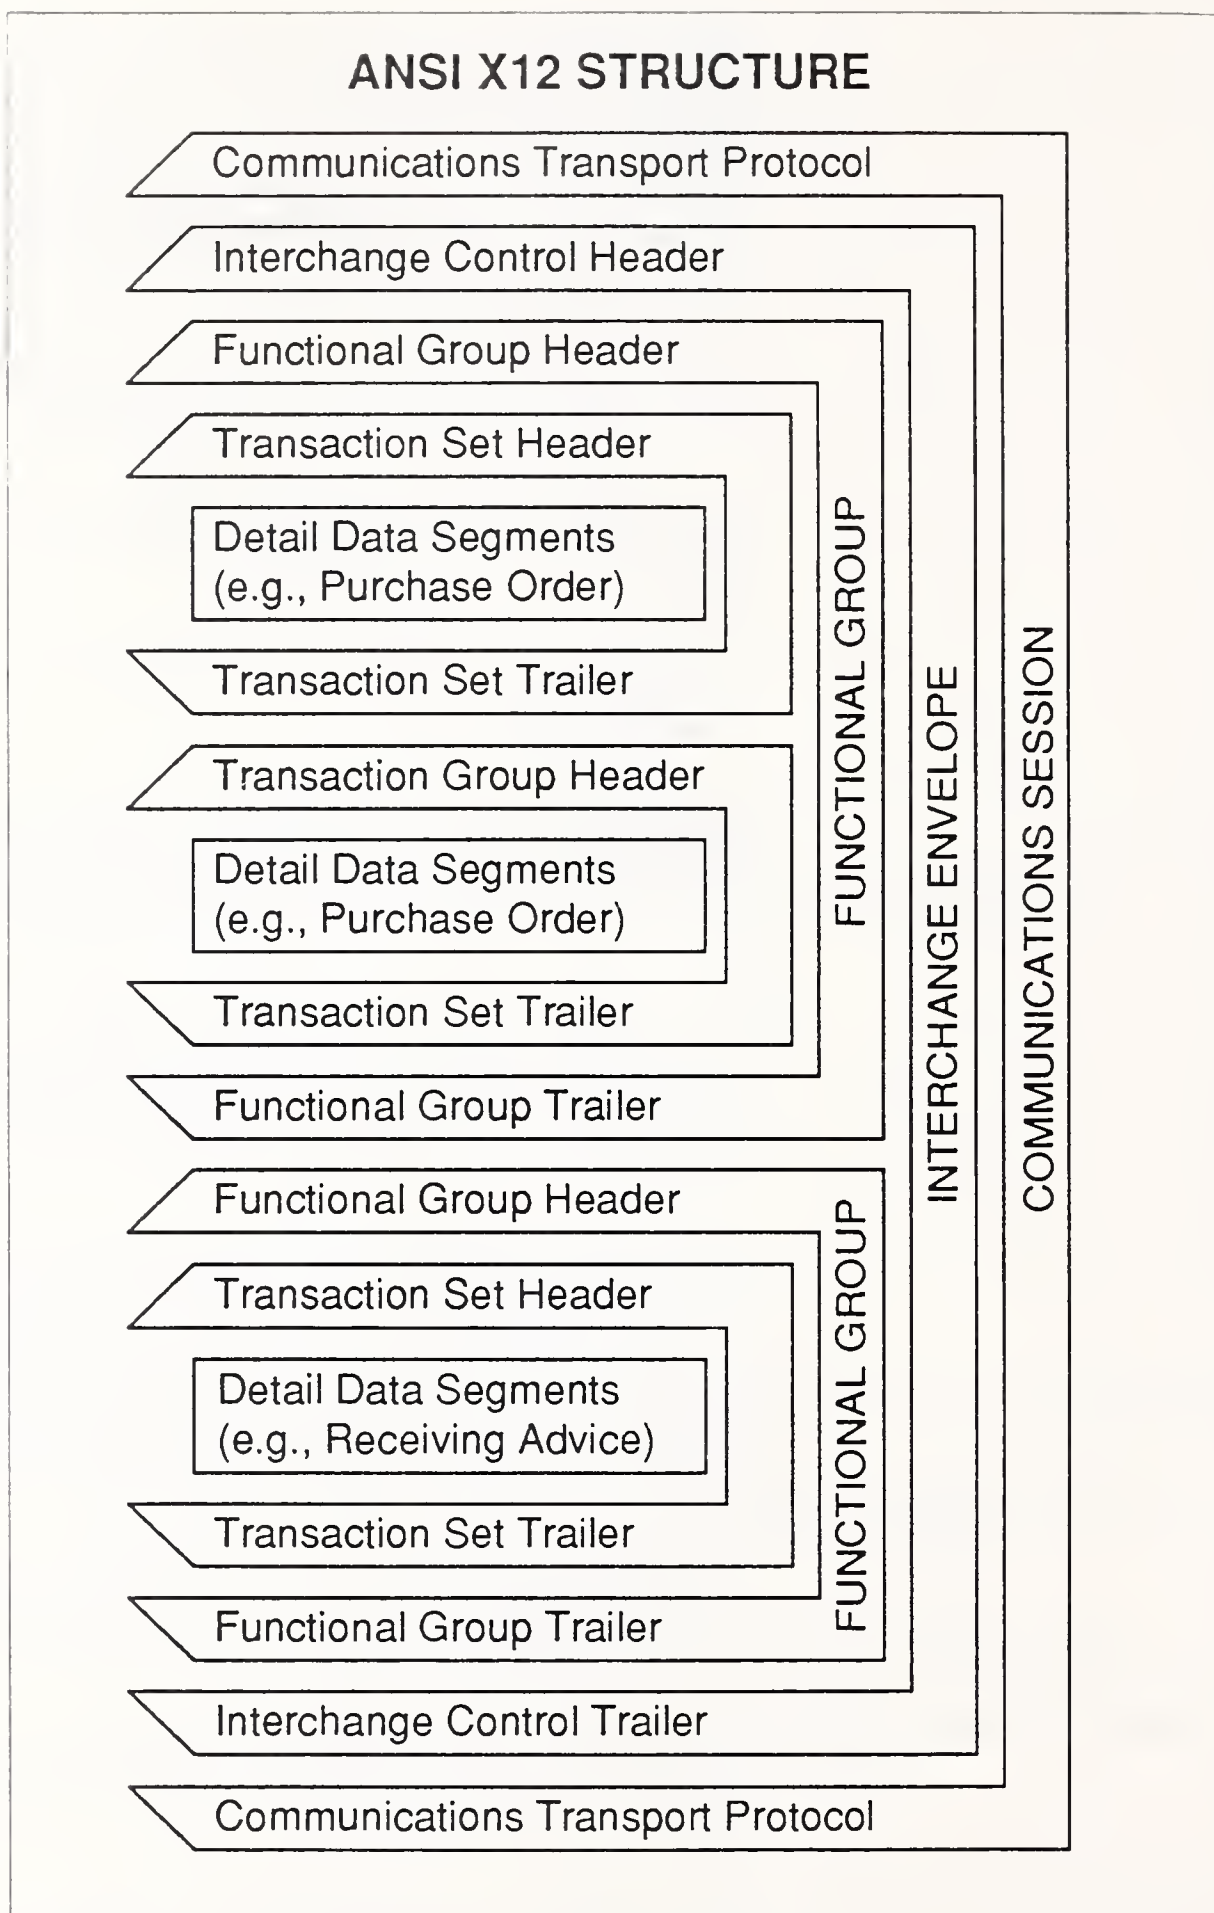 ANSI X12 STRUCTURE
Communications Transport Protocol
Interchange Control Header
Functional Group Header
Transaction Set Header
Detail Data Segments
(e.g., Purchase Order)
Transaction Set Trailer
Transaction Group Header
Detail Data Segments
(e.g., Purchase Order)
Transaction Set Trailer
Functional Group Trailer
FUNCTIONAL GROUP
Functional Group Header
Transaction Set Header
Detail Data Segments
(e.g., Receiving Advice)
Transaction Set Trailer
Functional Group Trailer
FUNCTIONAL GROUP
Interchange Control Trailer
INTERCHANGE ENVELOPE
Communications Transport Protocol
COMMUNICATIONS SESSION